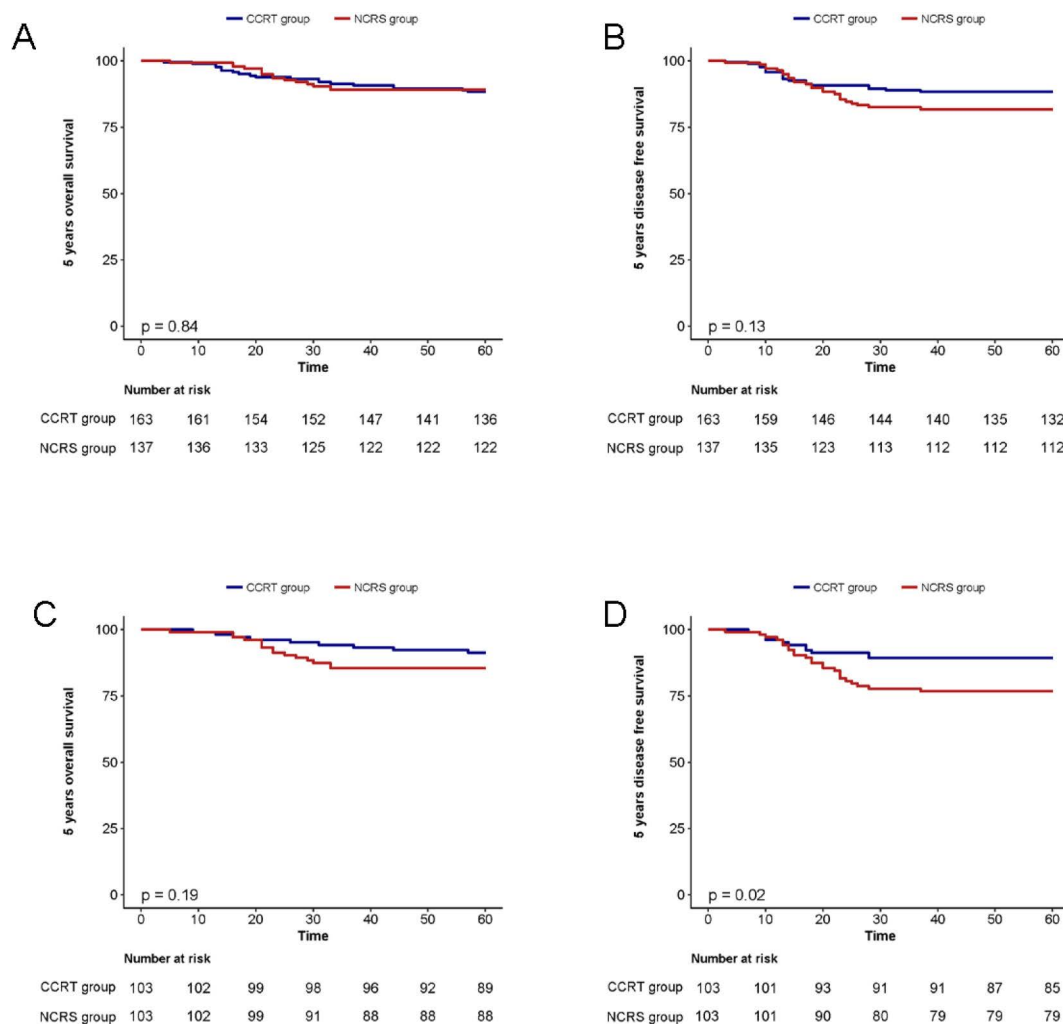 A
CCRT group NCRS group
5 years overall survival
100
75
50
25
0
p = 0.84
0 10 20 30 40 50 60
Time
Number at risk
CCRT group 163 161 154 152 147 141 136
NCRS group 137 136 133 125 122 122 122
B
CCRT group NCRS group
5 years disease free survival
100
75
50
25
0
p = 0.13
0 10 20 30 40 50 60
Time
Number at risk
CCRT group 163 159 146 144 140 135 132
NCRS group 137 135 123 113 112 112 112
C
CCRT group NCRS group
5 years overall survival
100
75
50
25
0
p = 0.19
0 10 20 30 40 50 60
Time
Number at risk
CCRT group 103 102 99 98 96 92 89
NCRS group 103 102 99 91 88 88 88
D
CCRT group NCRS group
5 years disease free survival
100
75
50
25
0
p = 0.02
0 10 20 30 40 50 60
Time
Number at risk
CCRT group 103 101 93 91 91 87 85
NCRS group 103 101 90 80 79 79 79